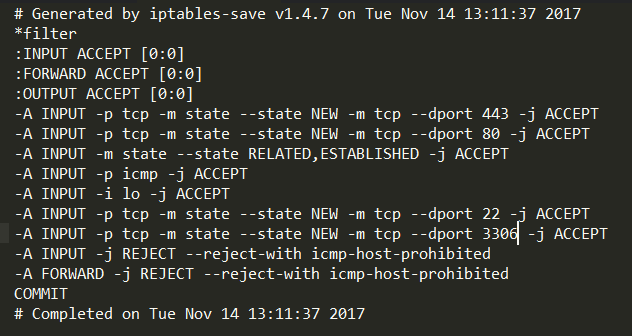 # Generated by iptables-save v1.4.7 on Tue Nov 14 13:11:37 2017
*filter
:INPUT ACCEPT [0:0]
:FORWARD ACCEPT [0:0]
:OUTPUT ACCEPT [0:0]
-A INPUT -p tcp -m state --state NEW -m tcp --dport 443 -j ACCEPT
-A INPUT -p tcp -m state --state NEW -m tcp --dport 80 -j ACCEPT
-A INPUT -m state --state RELATED,ESTABLISHED -j ACCEPT
-A INPUT -p icmp -j ACCEPT
-A INPUT -i lo -j ACCEPT
-A INPUT -p tcp -m state --state NEW -m tcp --dport 22 -j ACCEPT
-A INPUT -p tcp -m state --state NEW -m tcp --dport 3306 -j ACCEPT
-A INPUT -j REJECT --reject-with icmp-host-prohibited
-A FORWARD -j REJECT --reject-with icmp-host-prohibited
COMMIT
# Completed on Tue Nov 14 13:11:37 2017